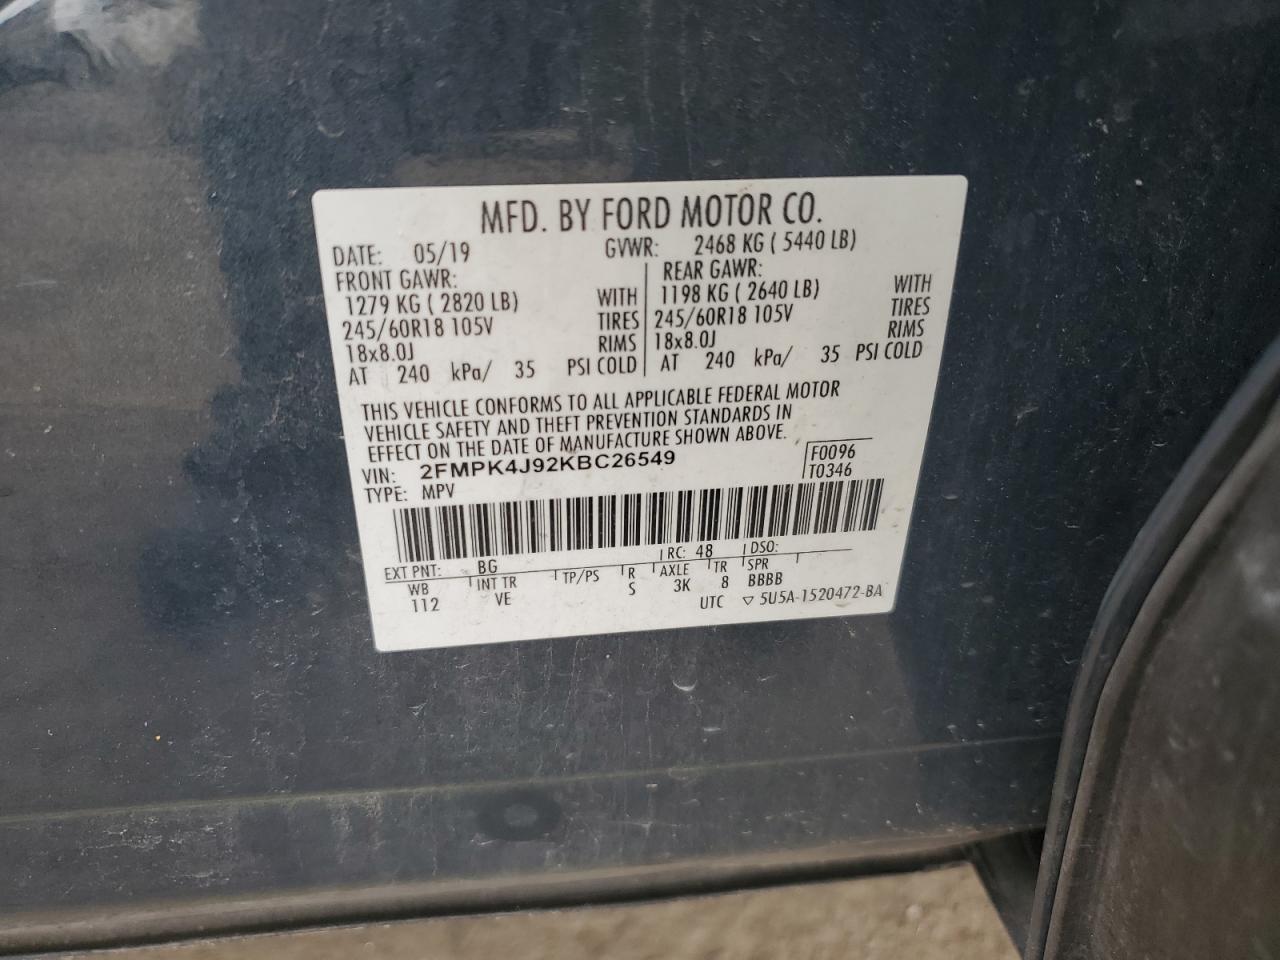 MFD. BY FORD MOTOR CO.
DATE: 05/19 GVWR: 2468 KG ( 5440 LB)
FRONT GAWR: REAR GAWR:
1279 KG ( 2820 LB) WITH 1198 KG ( 2640 LB) WITH
245/60R18 105V TIRES 245/60R18 105V TIRES
18x8.0J RIMS 18x8.0J RIMS
AT 240 kPa/ 35 PSI COLD AT 240 kPa/ 35 PSI COLD
THIS VEHICLE CONFORMS TO ALL APPLICABLE FEDERAL MOTOR
VEHICLE SAFETY AND THEFT PREVENTION STANDARDS IN
EFFECT ON THE DATE OF MANUFACTURE SHOWN ABOVE.
VIN: 2FMPK4J92KBC26549 F0096
TYPE: MPV T0346
EXT PNT: BG RC: 48 DSO:
WB INT TR TP/PS R AXLE TR SPR
112 VE S 3K 8 BBBB
UTC ▽ 5U5A-1520472-BA